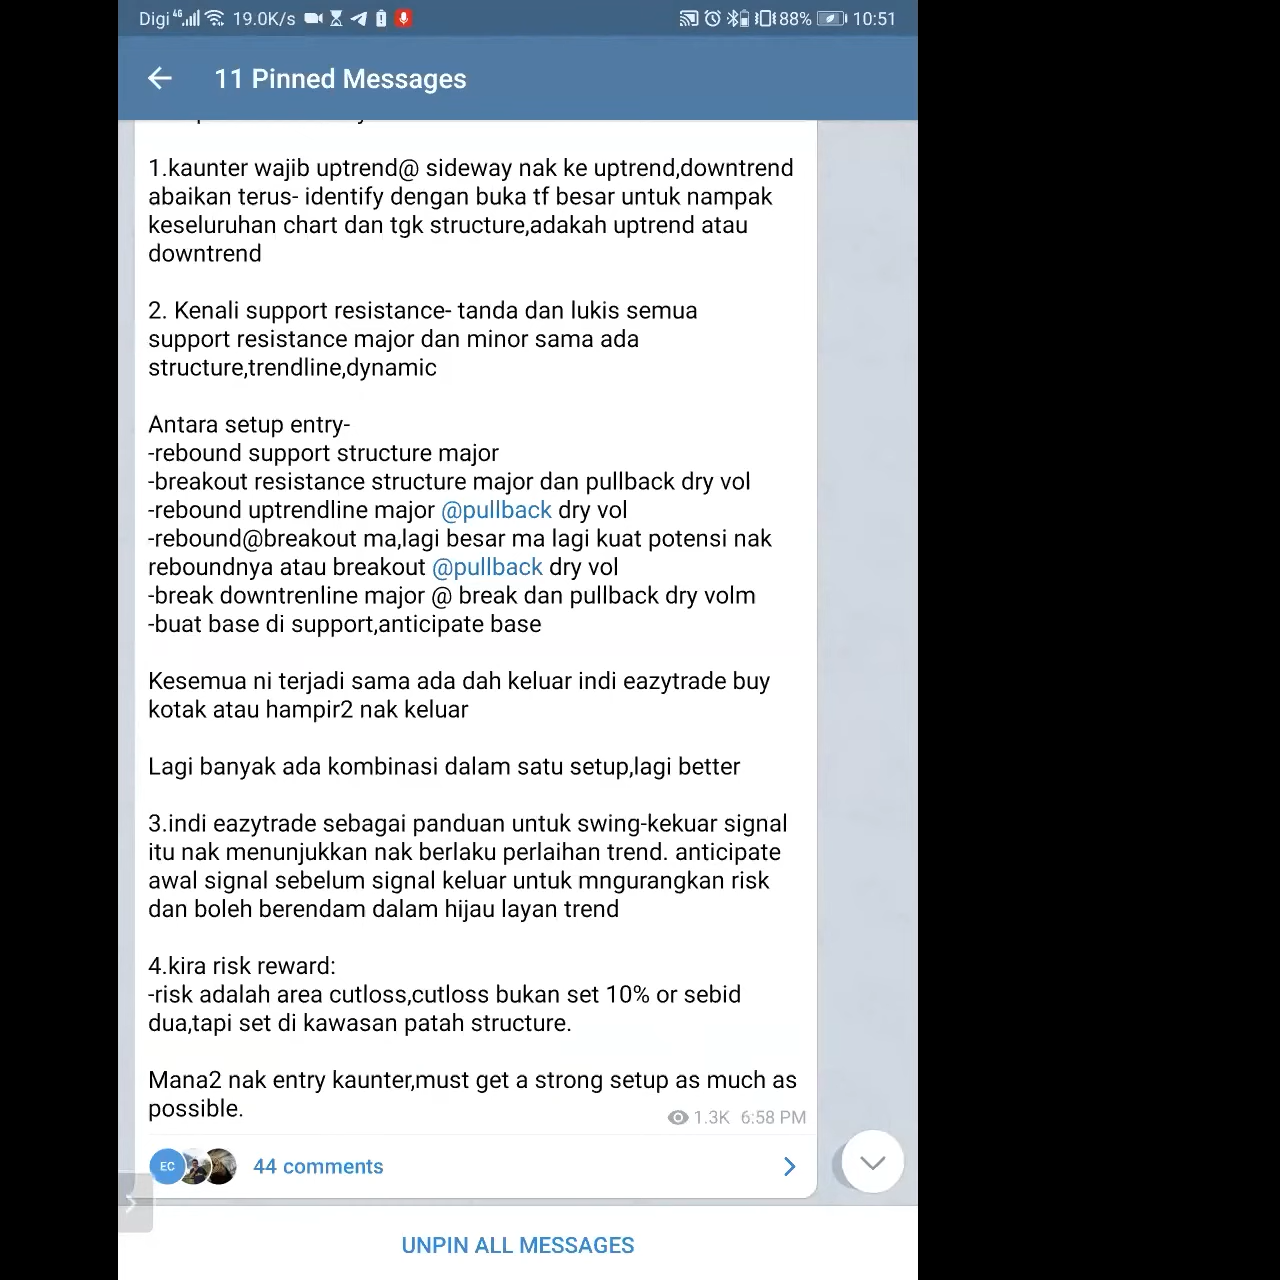 Digi 4G 19.0K/s 88% 10:51
11 Pinned Messages
1.kaunter wajib uptrend@ sideway nak ke uptrend,downtrend
abaikan terus- identify dengan buka tf besar untuk nampak
keseluruhan chart dan tgk structure,adakah uptrend atau
downtrend
2. Kenali support resistance- tanda dan lukis semua
support resistance major dan minor sama ada
structure,trendline,dynamic
Antara setup entry-
-rebound support structure major
-breakout resistance structure major dan pullback dry vol
-rebound uptrendline major @pullback dry vol
-rebound@breakout ma,lagi besar ma lagi kuat potensi nak
reboundnya atau breakout @pullback dry vol
-break downtrenline major @ break dan pullback dry volm
-buat base di support,anticipate base
Kesemua ni terjadi sama ada dah keluar indi eazytrade buy
kotak atau hampir2 nak keluar
Lagi banyak ada kombinasi dalam satu setup,lagi better
3.indi eazytrade sebagai panduan untuk swing-kekuar signal
itu nak menunjukkan nak berlaku perlaihan trend. anticipate
awal signal sebelum signal keluar untuk mngurangkan risk
dan boleh berendam dalam hijau layan trend
4.kira risk reward:
-risk adalah area cutloss,cutloss bukan set 10% or sebid
dua,tapi set di kawasan patah structure.
Mana2 nak entry kaunter,must get a strong setup as much as
possible.
1.3K 6:58 PM
EC 44 comments
UNPIN ALL MESSAGES